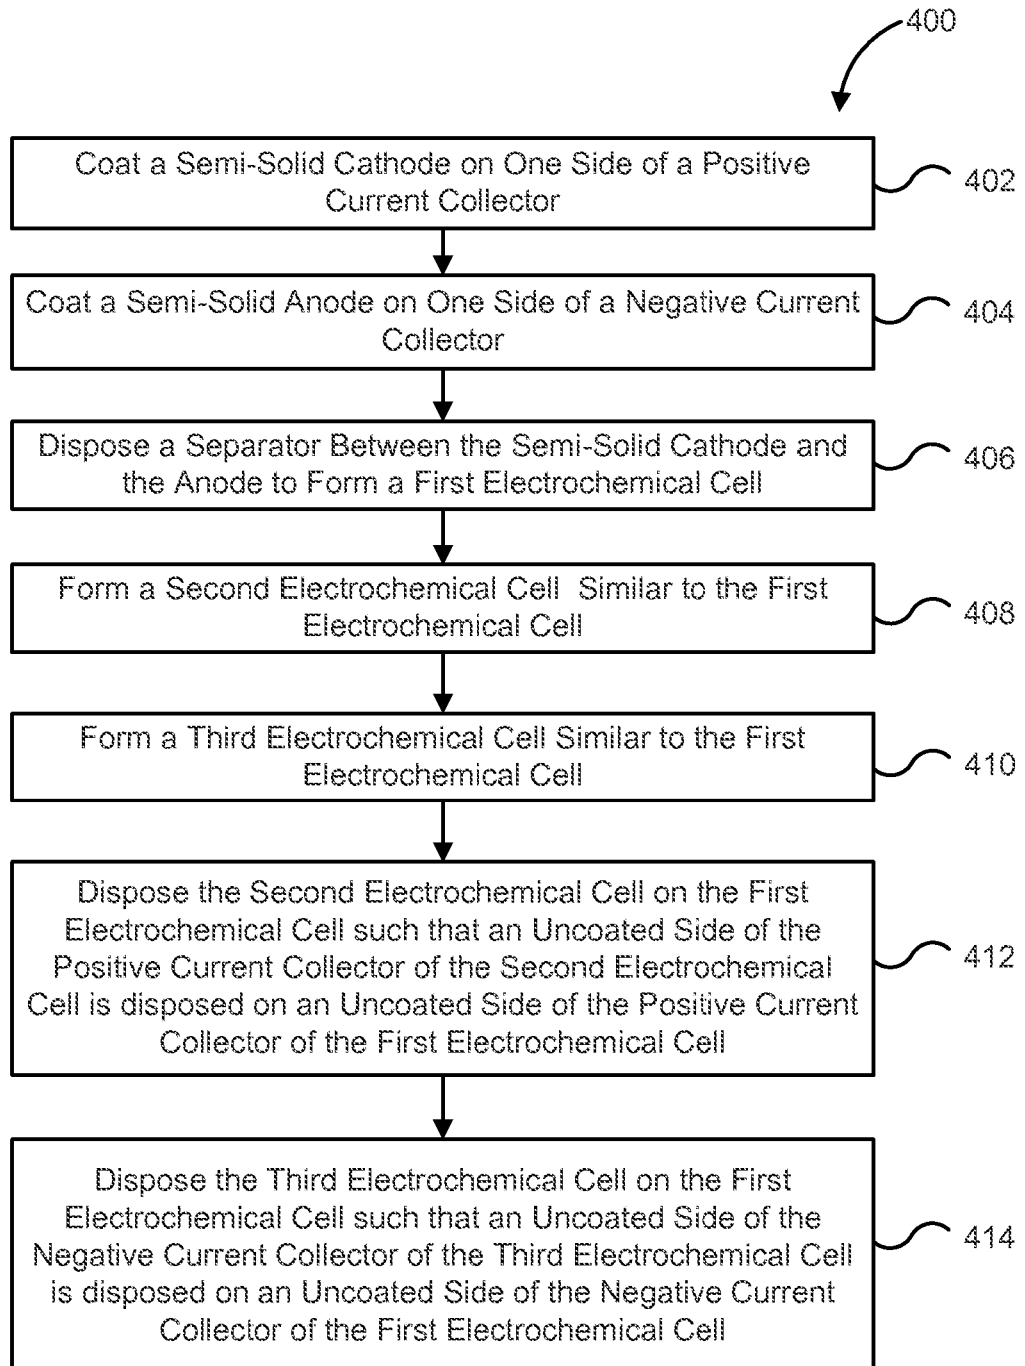 400
Coat a Semi-Solid Cathode on One Side of a Positive
Current Collector
402
Coat a Semi-Solid Anode on One Side of a Negative Current
Collector
404
Dispose a Separator Between the Semi-Solid Cathode and
the Anode to Form a First Electrochemical Cell
406
Form a Second Electrochemical Cell Similar to the First
Electrochemical Cell
408
Form a Third Electrochemical Cell Similar to the First
Electrochemical Cell
410
Dispose the Second Electrochemical Cell on the First
Electrochemical Cell such that an Uncoated Side of the
Positive Current Collector of the Second Electrochemical
Cell is disposed on an Uncoated Side of the Positive Current
Collector of the First Electrochemical Cell
412
Dispose the Third Electrochemical Cell on the First
Electrochemical Cell such that an Uncoated Side of the
Negative Current Collector of the Third Electrochemical Cell
is disposed on an Uncoated Side of the Negative Current
Collector of the First Electrochemical Cell
414